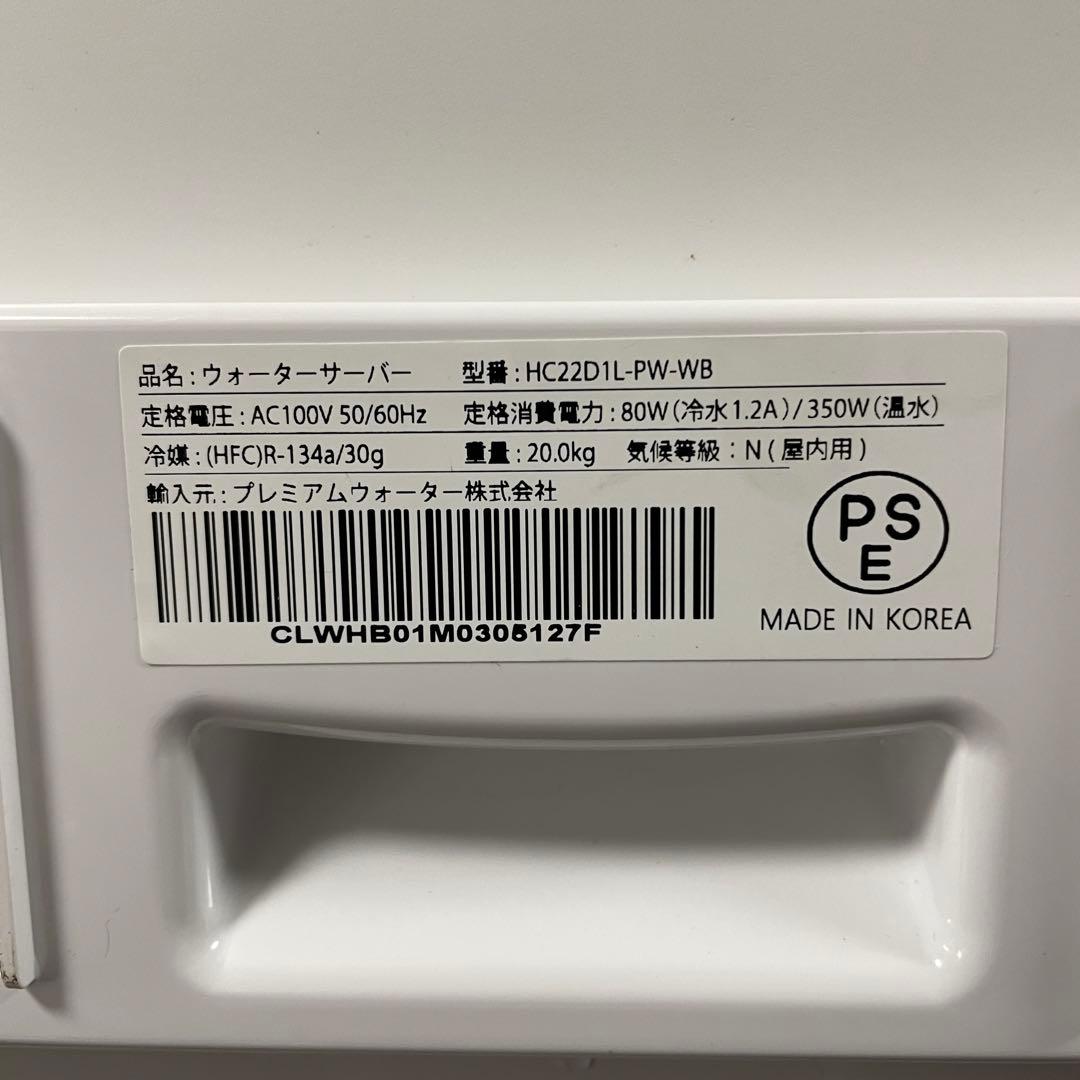 品名：ウォーターサーバー 型番：HC22D1L-PW-WB
定格電圧：AC100V 50/60Hz 定格消費電力：80W（冷水1.2A）/350W（温水）
冷媒：(HFC)R-134a/30g 重量：20.0kg 気候等級：N（屋内用）
輸入元：プレミアムウォーター株式会社
PS
E
CLWHB01M0305127F
MADE IN KOREA